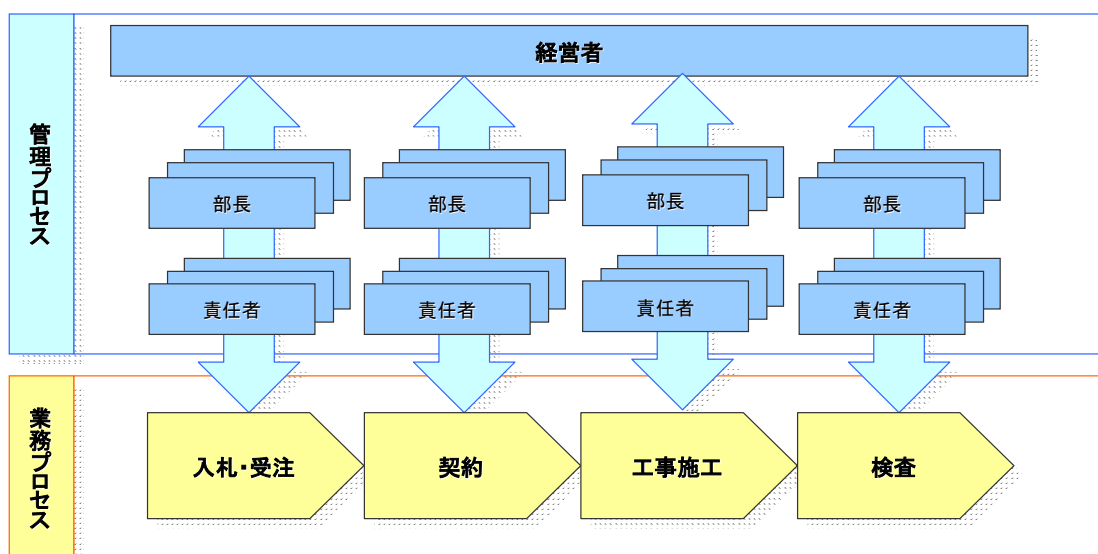 経営者
管理プロセス
部長
部長
部長
部長
責任者
責任者
責任者
責任者
業務プロセス
入札・受注
契約
工事施工
検査